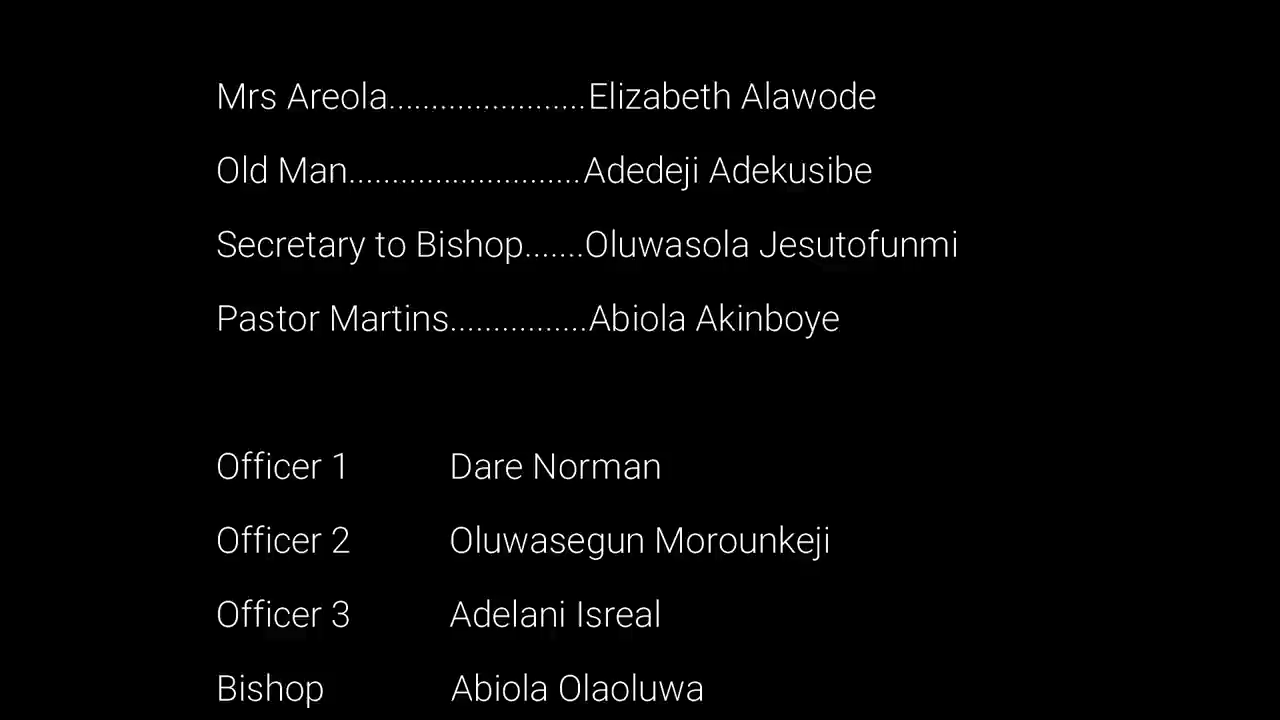 Mrs Areola.......................Elizabeth Alawode
Old Man...........................Adedeji Adekusibe
Secretary to Bishop.......Oluwasola Jesutofunmi
Pastor Martins................Abiola Akinboye
Officer 1 Dare Norman
Officer 2 Oluwasegun Morounkeji
Officer 3 Adelani Isreal
Bishop Abiola Olaoluwa